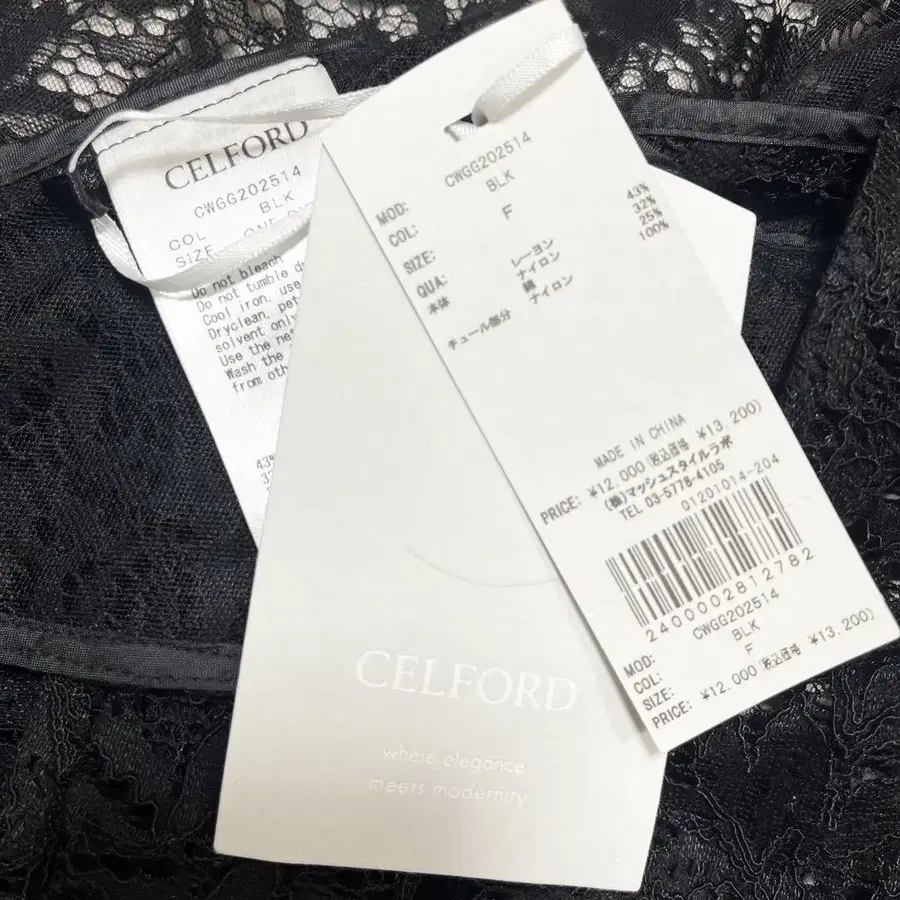 CELFORD
CWGG202514
COL BLK
SIZE
Do not bleach
Do not tumble
Cool iron, use
Dryclean, pet
solvent only
Use the net
Wash the
from oth
43%
CELFORD
where elegance
meets modernity
CWGG202514
MOD:
COL: BLK
SIZE: F
QUA:
本体 レーヨン 43%
ナイロン 32%
綿 25%
チュール部分 ナイロン 100%
MADE IN CHINA
PRICE: ¥12,000(税込価格 ¥13,200)
(株)マッシュスタイルラボ
TEL 03-5778-4105
01201014-204
2400002812782
MOD: CWGG202514
COL: BLK
SIZE: F
PRICE: ¥12,000(税込価格 ¥13,200)